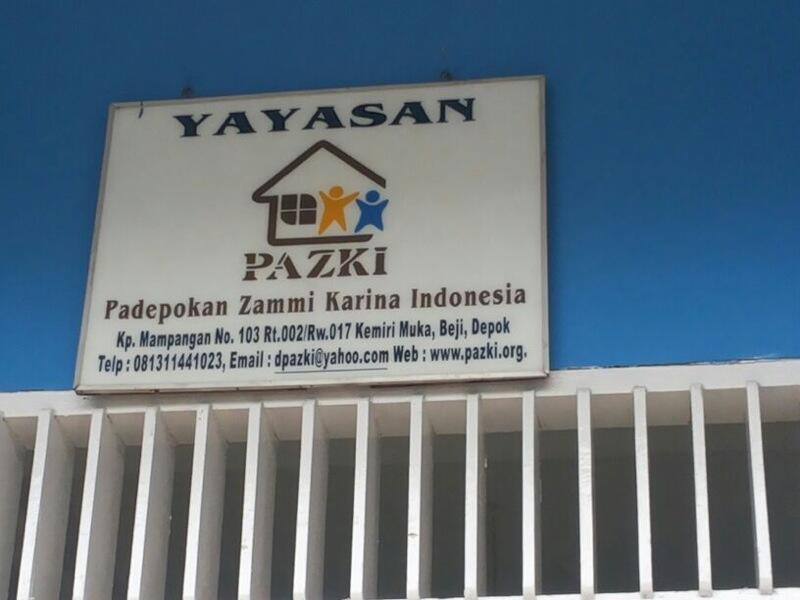 YAYASAN
PAZKI
Padepokan Zammi Karina Indonesia
Kp. Mampangan No. 103 Rt.002/Rw.017 Kemiri Muka, Beji, Depok
Telp : 081311441023, Email : dpazki@yahoo.com Web : www.pazki.org.